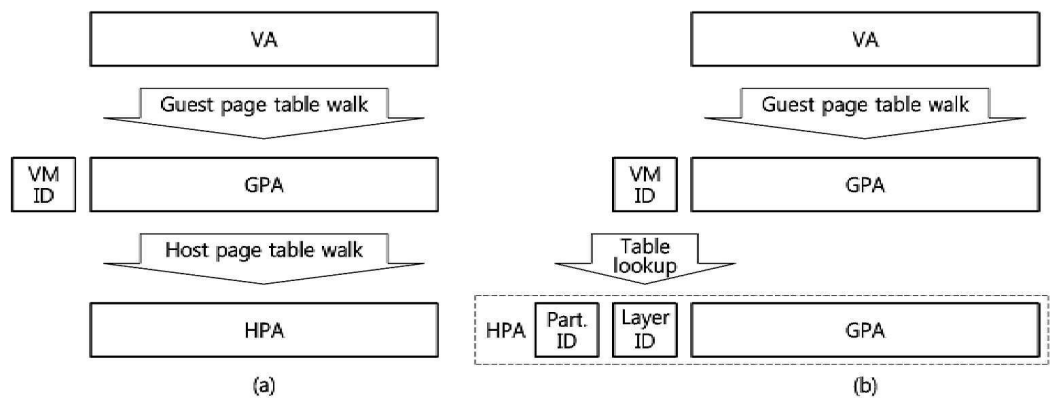 VA
Guest page table walk
VM
ID
GPA
Host page table walk
HPA
(a)
VA
Guest page table walk
VM
ID
GPA
Table
lookup
HPA
Part.
ID
Layer
ID
GPA
(b)